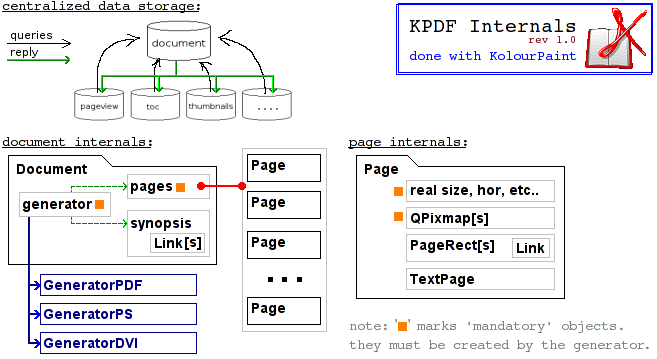 centralized data storage:
queries
reply
document
pageview
toc
thumbnails
....
KPDF Internals
rev 1.0
done with KolourPaint
document internals:
Document
generator
pages
synopsis
Link[s]
GeneratorPDF
GeneratorPS
GeneratorDVI
Page
Page
Page
...
Page
page internals:
Page
real size, hor, etc..
QPixmap[s]
PageRect[s]
Link
TextPage
note: '■' marks 'mandatory' objects.
they must be created by the generator.